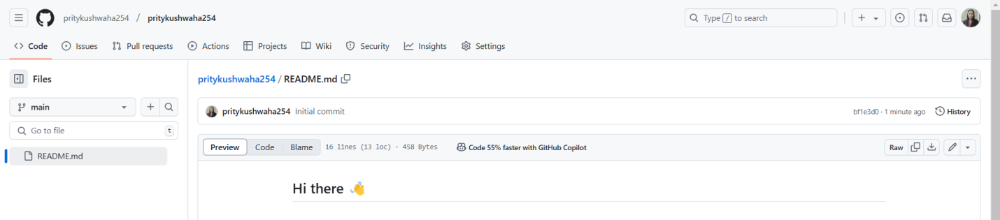 pritykushwaha254 / pritykushwaha254
Type / to search
Code Issues Pull requests Actions Projects Wiki Security Insights Settings
Files
main
Go to file t
README.md
pritykushwaha254 / README.md
pritykushwaha254 Initial commit
bf1e3d0 · 1 minute ago History
Preview Code Blame 16 lines (13 loc) · 458 Bytes Code 55% faster with GitHub Copilot Raw
Hi there 👋